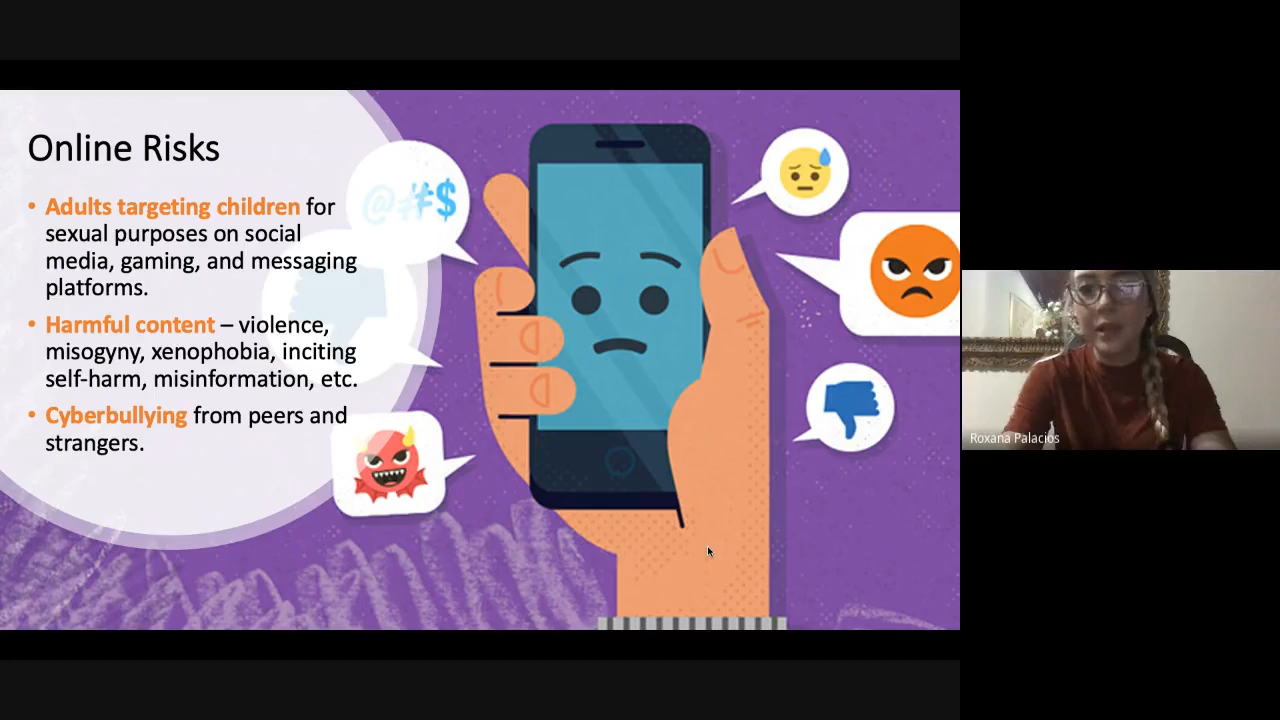 Online Risks
• Adults targeting children for
sexual purposes on social
media, gaming, and messaging
platforms.
• Harmful content – violence,
misogyny, xenophobia, inciting
self-harm, misinformation, etc.
• Cyberbullying from peers and
strangers.
@#$
Roxana Palacios